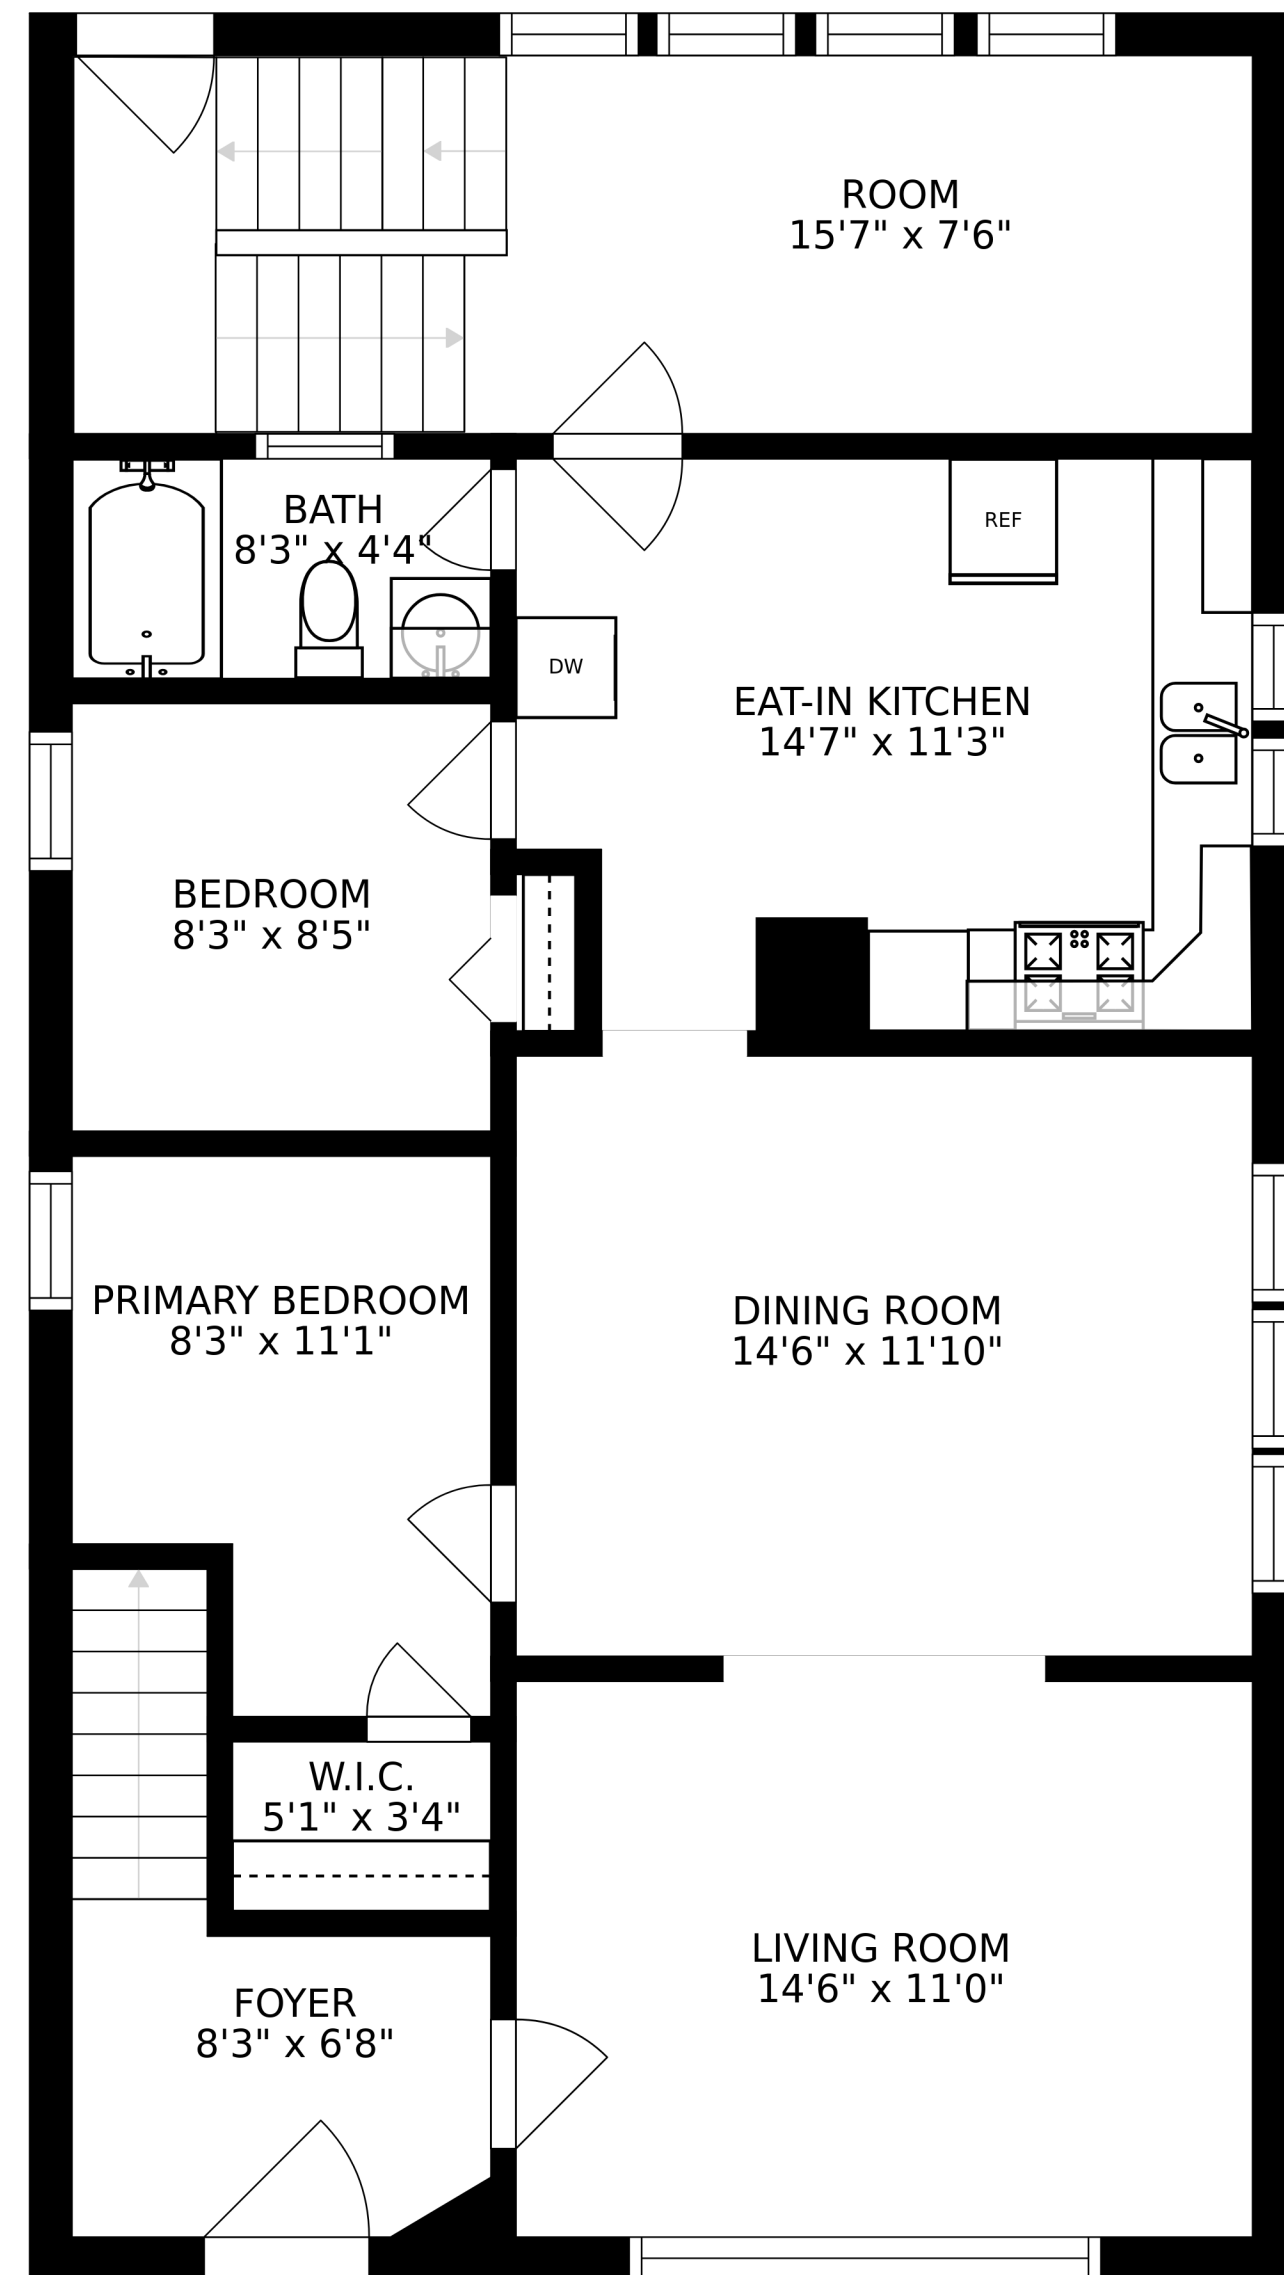 ROOM
15'7" x 7'6"
BATH
8'3" x 4'4"
REF
DW
EAT-IN KITCHEN
14'7" x 11'3"
BEDROOM
8'3" x 8'5"
PRIMARY BEDROOM
8'3" x 11'1"
DINING ROOM
14'6" x 11'10"
W.I.C.
5'1" x 3'4"
LIVING ROOM
14'6" x 11'0"
FOYER
8'3" x 6'8"